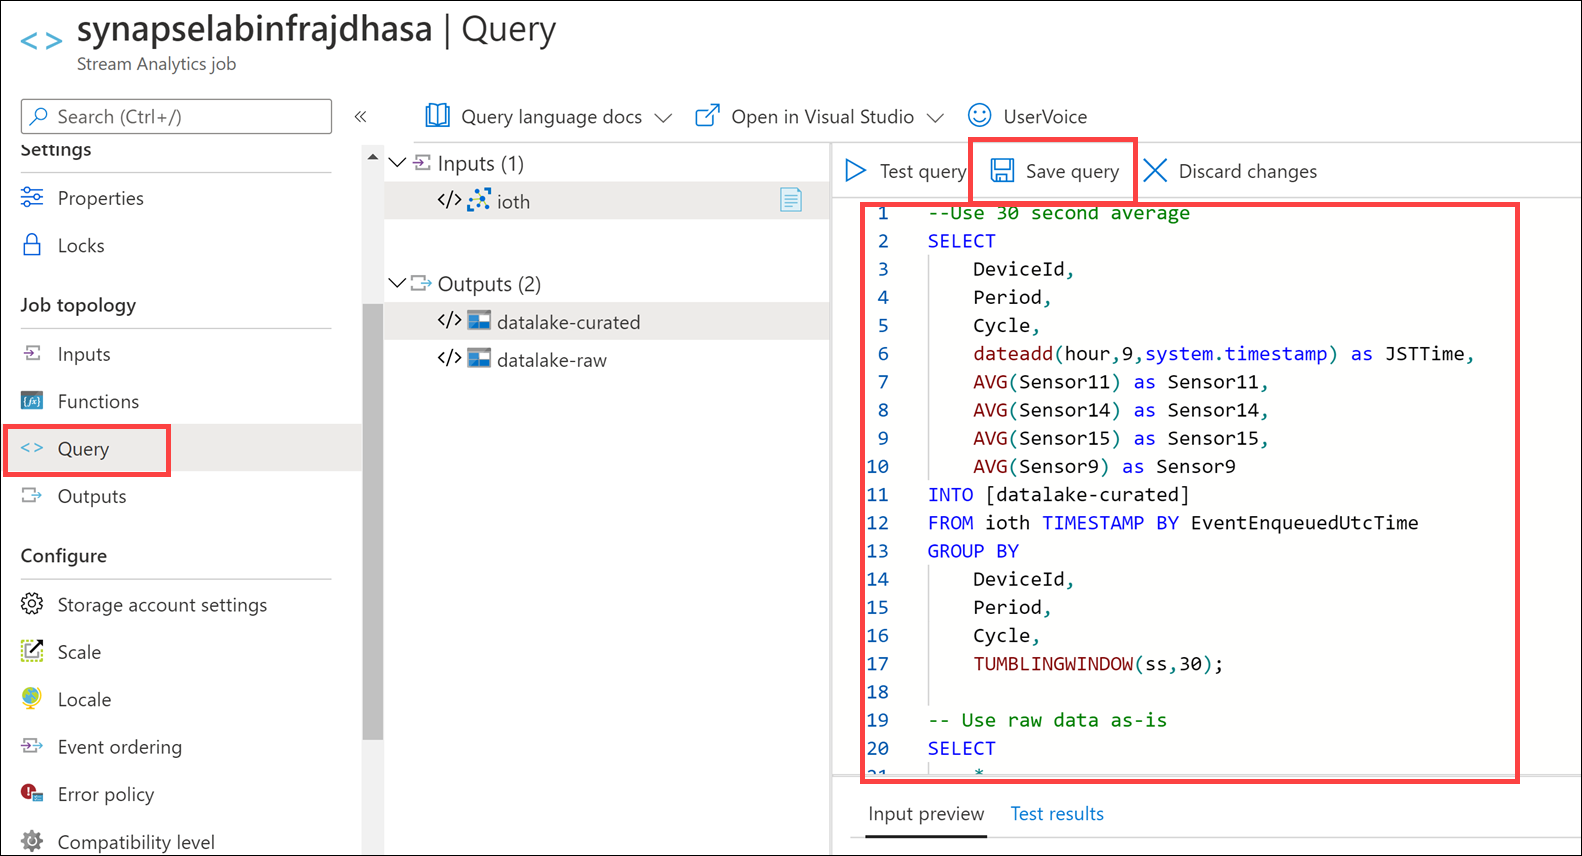 synapselabinfrajdhasa | Query
Stream Analytics job
Search (Ctrl+/)
«
Settings
Properties
Locks
Job topology
Inputs
Functions
Query
Outputs
Configure
Storage account settings
Scale
Locale
Event ordering
Error policy
Compatibility level
Query language docs
Open in Visual Studio
UserVoice
Inputs (1)
</> ioth
Outputs (2)
</> datalake-curated
</> datalake-raw
Test query
Save query
Discard changes
1 --Use 30 second average
2 SELECT
3 DeviceId,
4 Period,
5 Cycle,
6 dateadd(hour,9,system.timestamp) as JSTTime,
7 AVG(Sensor11) as Sensor11,
8 AVG(Sensor14) as Sensor14,
9 AVG(Sensor15) as Sensor15,
10 AVG(Sensor9) as Sensor9
11 INTO [datalake-curated]
12 FROM ioth TIMESTAMP BY EventEnqueuedUtcTime
13 GROUP BY
14 DeviceId,
15 Period,
16 Cycle,
17 TUMBLINGWINDOW(ss,30);
18
19 -- Use raw data as-is
20 SELECT
21 *
Input preview
Test results